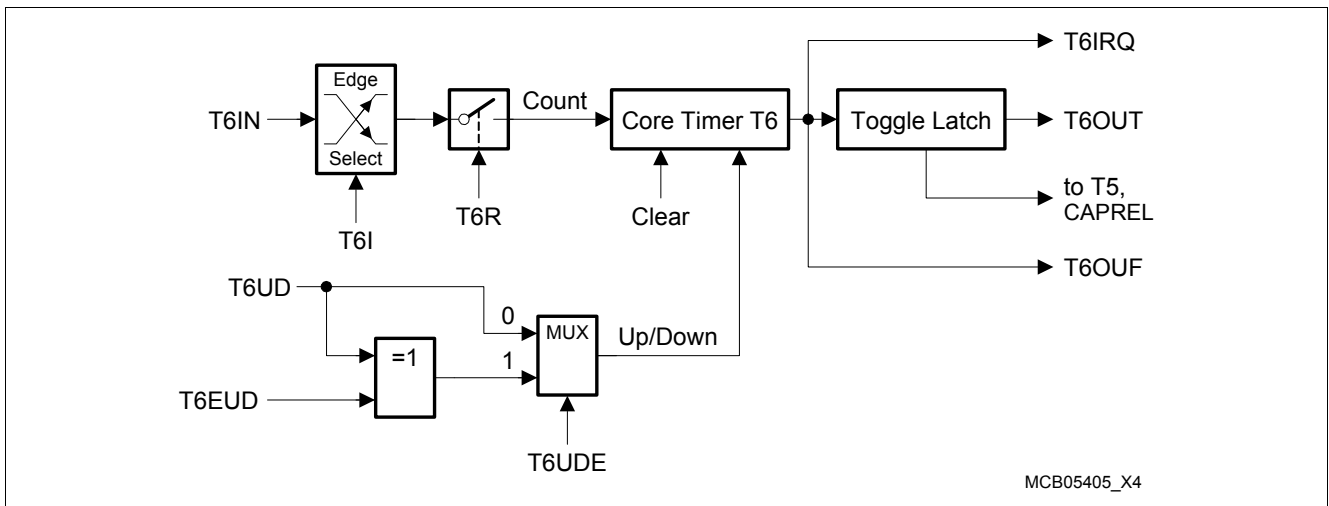 T6IRQ
Edge
Select
T6IN
Count
Core Timer T6
Toggle Latch
T6OUT
T6R
Clear
to T5,
CAPREL
T6I
T6OUF
T6UD
0
MUX
Up/Down
=1
1
T6EUD
T6UDE
MCB05405_X4